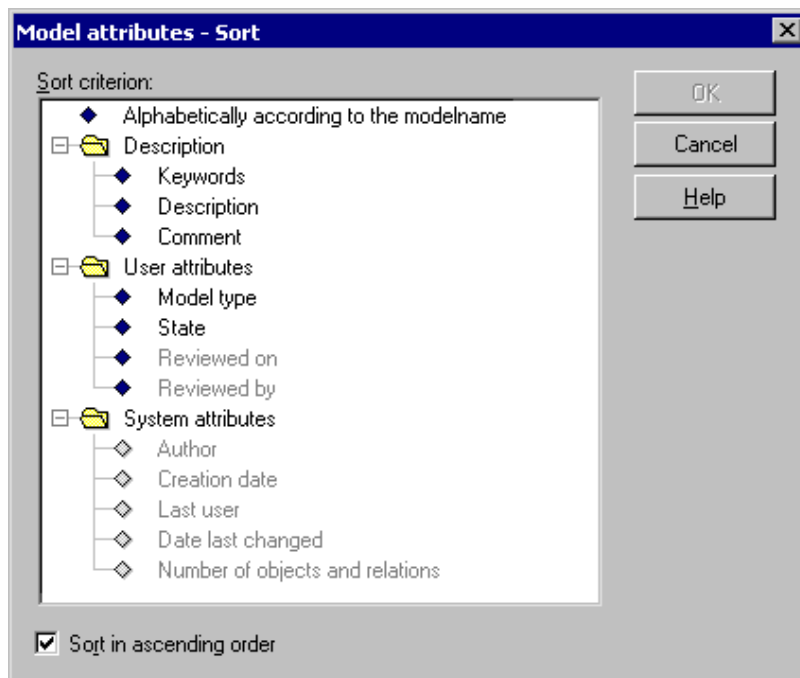 Model attributes - Sort
Sort criterion:
OK
Alphabetically according to the modelname
Cancel
Description
Keywords
Help
Description
Comment
User attributes
Model type
State
Reviewed on
Reviewed by
System attributes
Author
Creation date
Last user
Date last changed
Number of objects and relations
Sort in ascending order